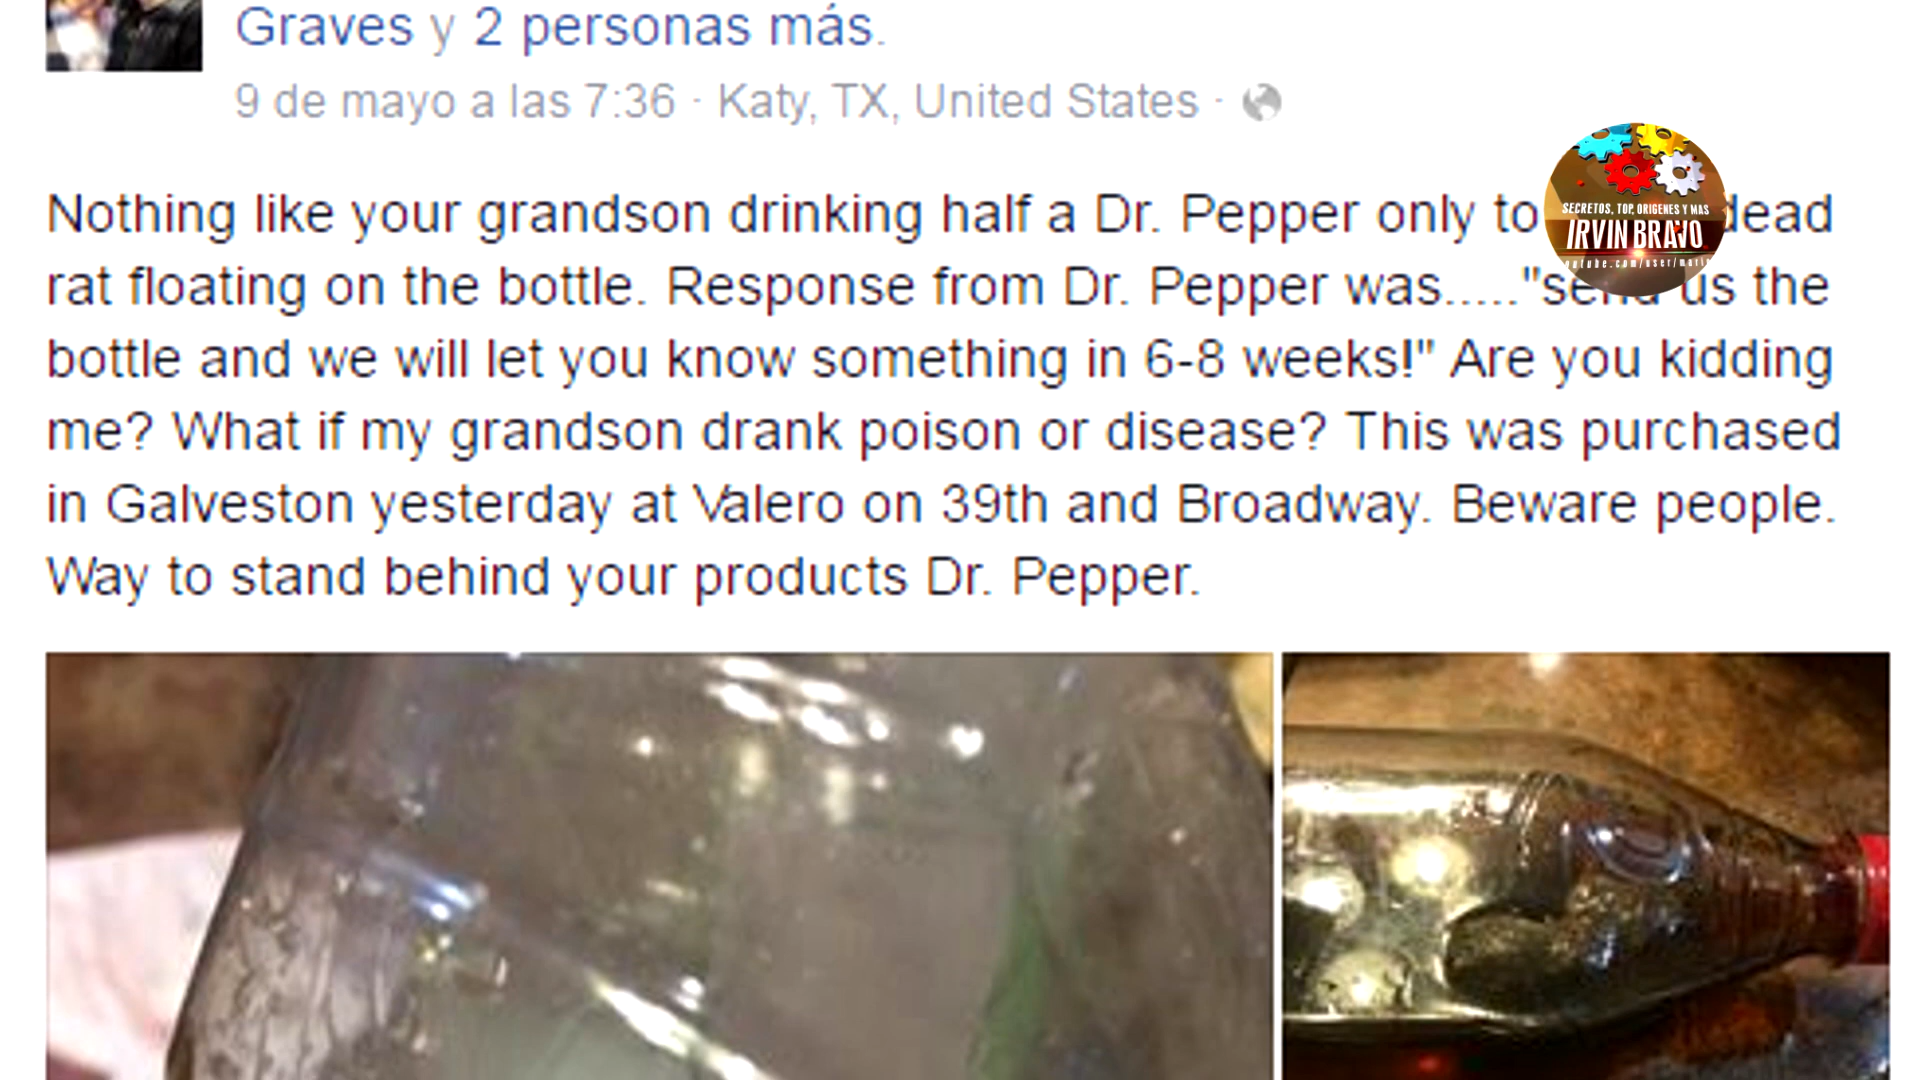 Graves y 2 personas más.
9 de mayo a las 7:36 · Katy, TX, United States ·
Nothing like your grandson drinking half a Dr. Pepper only to dead
rat floating on the bottle. Response from Dr. Pepper was....."send us the
bottle and we will let you know something in 6-8 weeks!" Are you kidding
me? What if my grandson drank poison or disease? This was purchased
in Galveston yesterday at Valero on 39th and Broadway. Beware people.
Way to stand behind your products Dr. Pepper.
SECRETOS, TOP, ORIGENES Y MAS
IRVIN BRAVO